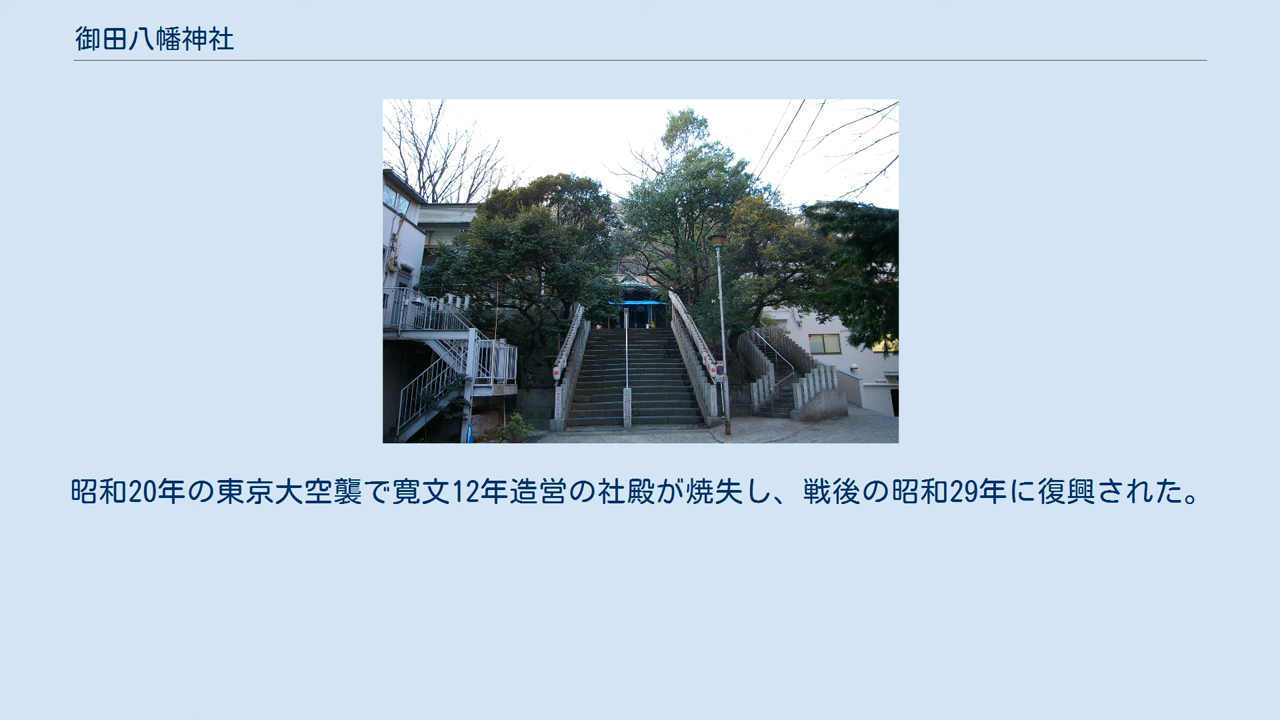 御田八幡神社
昭和20年の東京大空襲で寛文12年造営の社殿が焼失し、戦後の昭和29年に復興された。